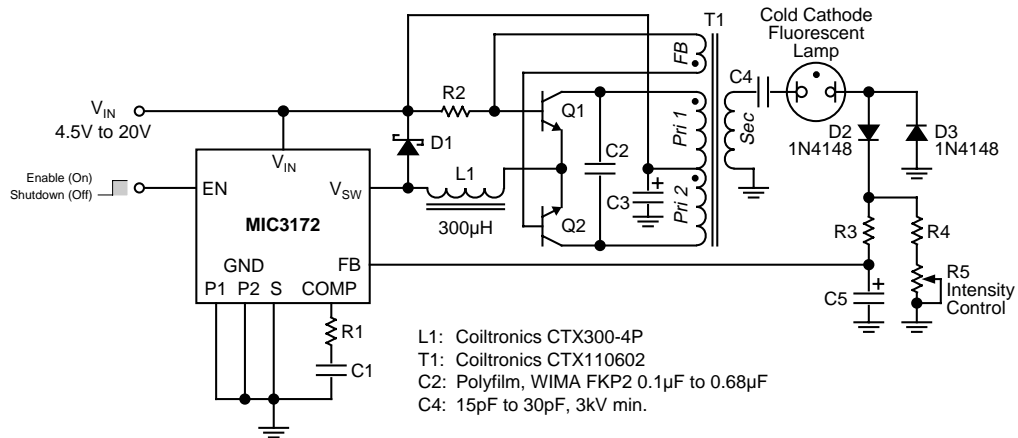 Cold Cathode
Fluorescent
Lamp
T1
FB
C4
R2
VIN
4.5V to 20V
Q1
D1
C2
Pri 1
Sec
D2
1N4148
D3
1N4148
VIN
L1
Enable (On)
Shutdown (Off)
EN
VSW
MIC3172
300µH
Q2
C3
Pri 2
R3
R4
GND
FB
P1 P2 S COMP
R5
Intensity
Control
C5
R1
C1
L1: Coiltronics CTX300-4P
T1: Coiltronics CTX110602
C2: Polyfilm, WIMA FKP2 0.1µF to 0.68µF
C4: 15pF to 30pF, 3kV min.